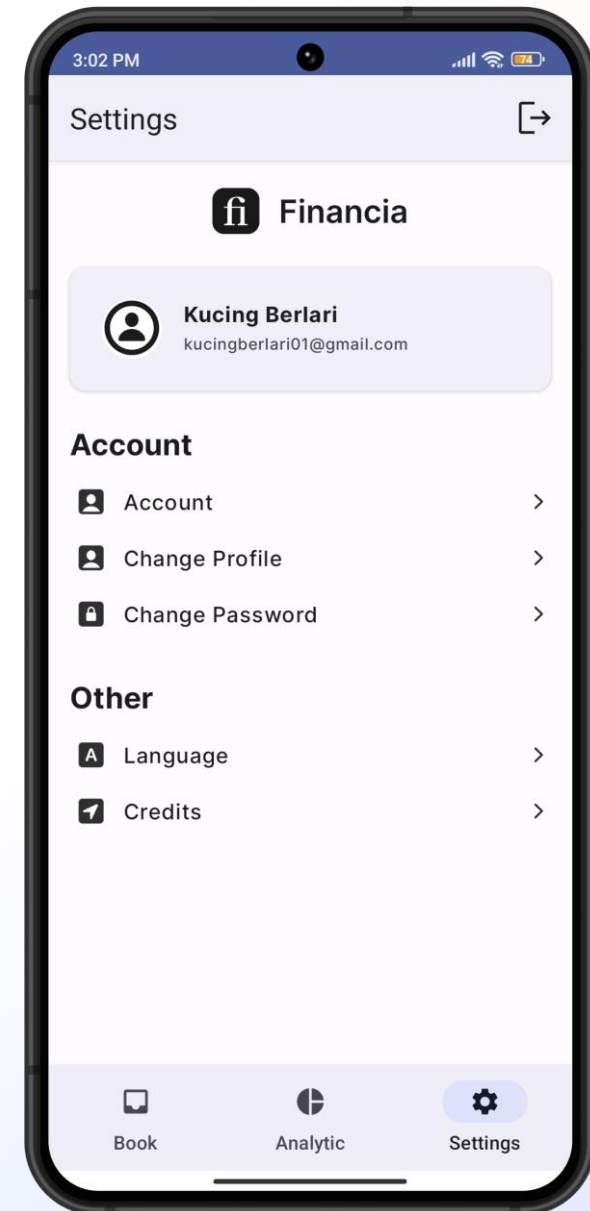 3:02 PM
74
Settings
fi Financia
Kucing Berlari
kucingberlari01@gmail.com
Account
Account
Change Profile
Change Password
Other
A Language
Credits
Book Analytic Settings